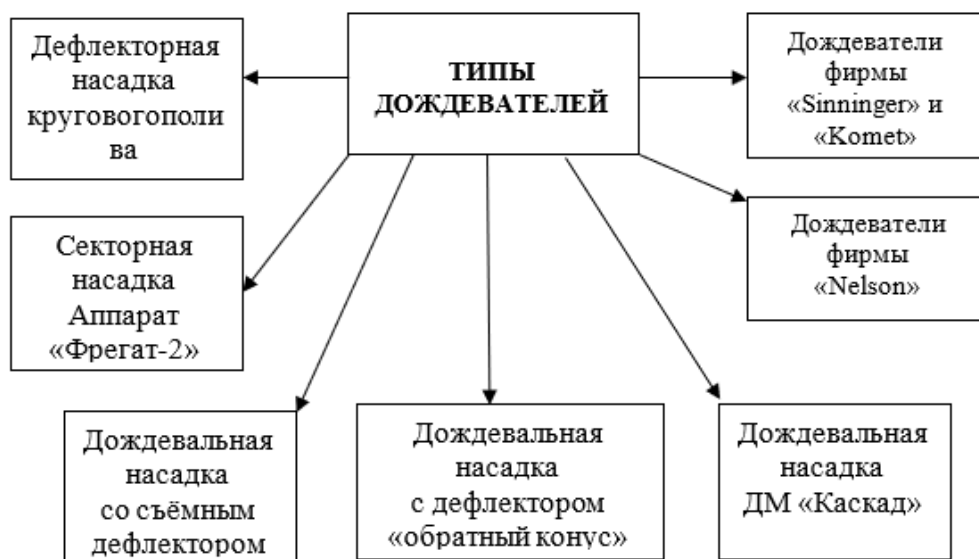 ТИПЫ
ДОЖДЕВАТЕЛЕЙ
Дефлекторная
насадка
круговогополи
ва
Дождеватели
фирмы
«Sinninger» и
«Komet»
Секторная
насадка
Аппарат
«Фрегат-2»
Дождеватели
фирмы
«Nelson»
Дождевальная
насадка
со съёмным
дефлектором
Дождевальная
насадка
с дефлектором
«обратный конус»
Дождевальная
насадка
ДМ «Каскад»